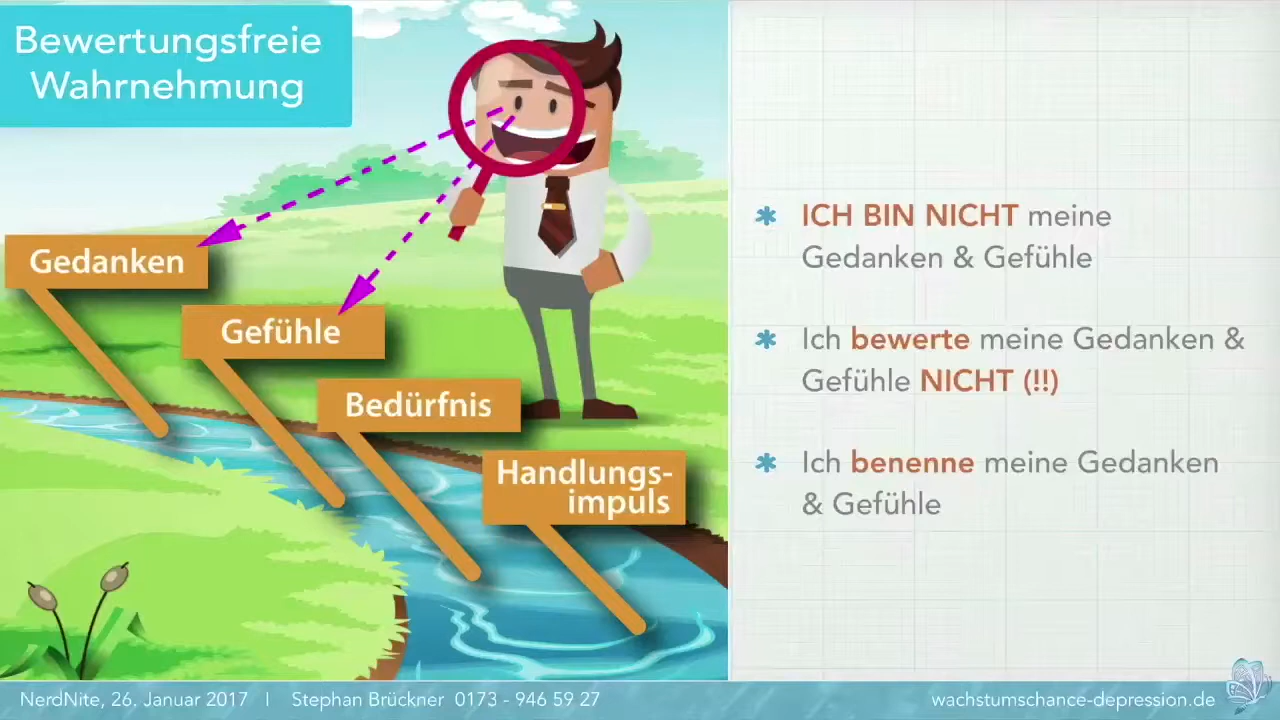 Bewertungsfreie
Wahrnehmung
Gedanken
Gefühle
Bedürfnis
Handlungs-
impuls
* ICH BIN NICHT meine
Gedanken & Gefühle
* Ich bewerte meine Gedanken &
Gefühle NICHT (!!)
* Ich benenne meine Gedanken
& Gefühle
NerdNite, 26. Januar 2017 | Stephan Brückner 0173 - 946 59 27
wachstumschance-depression.de